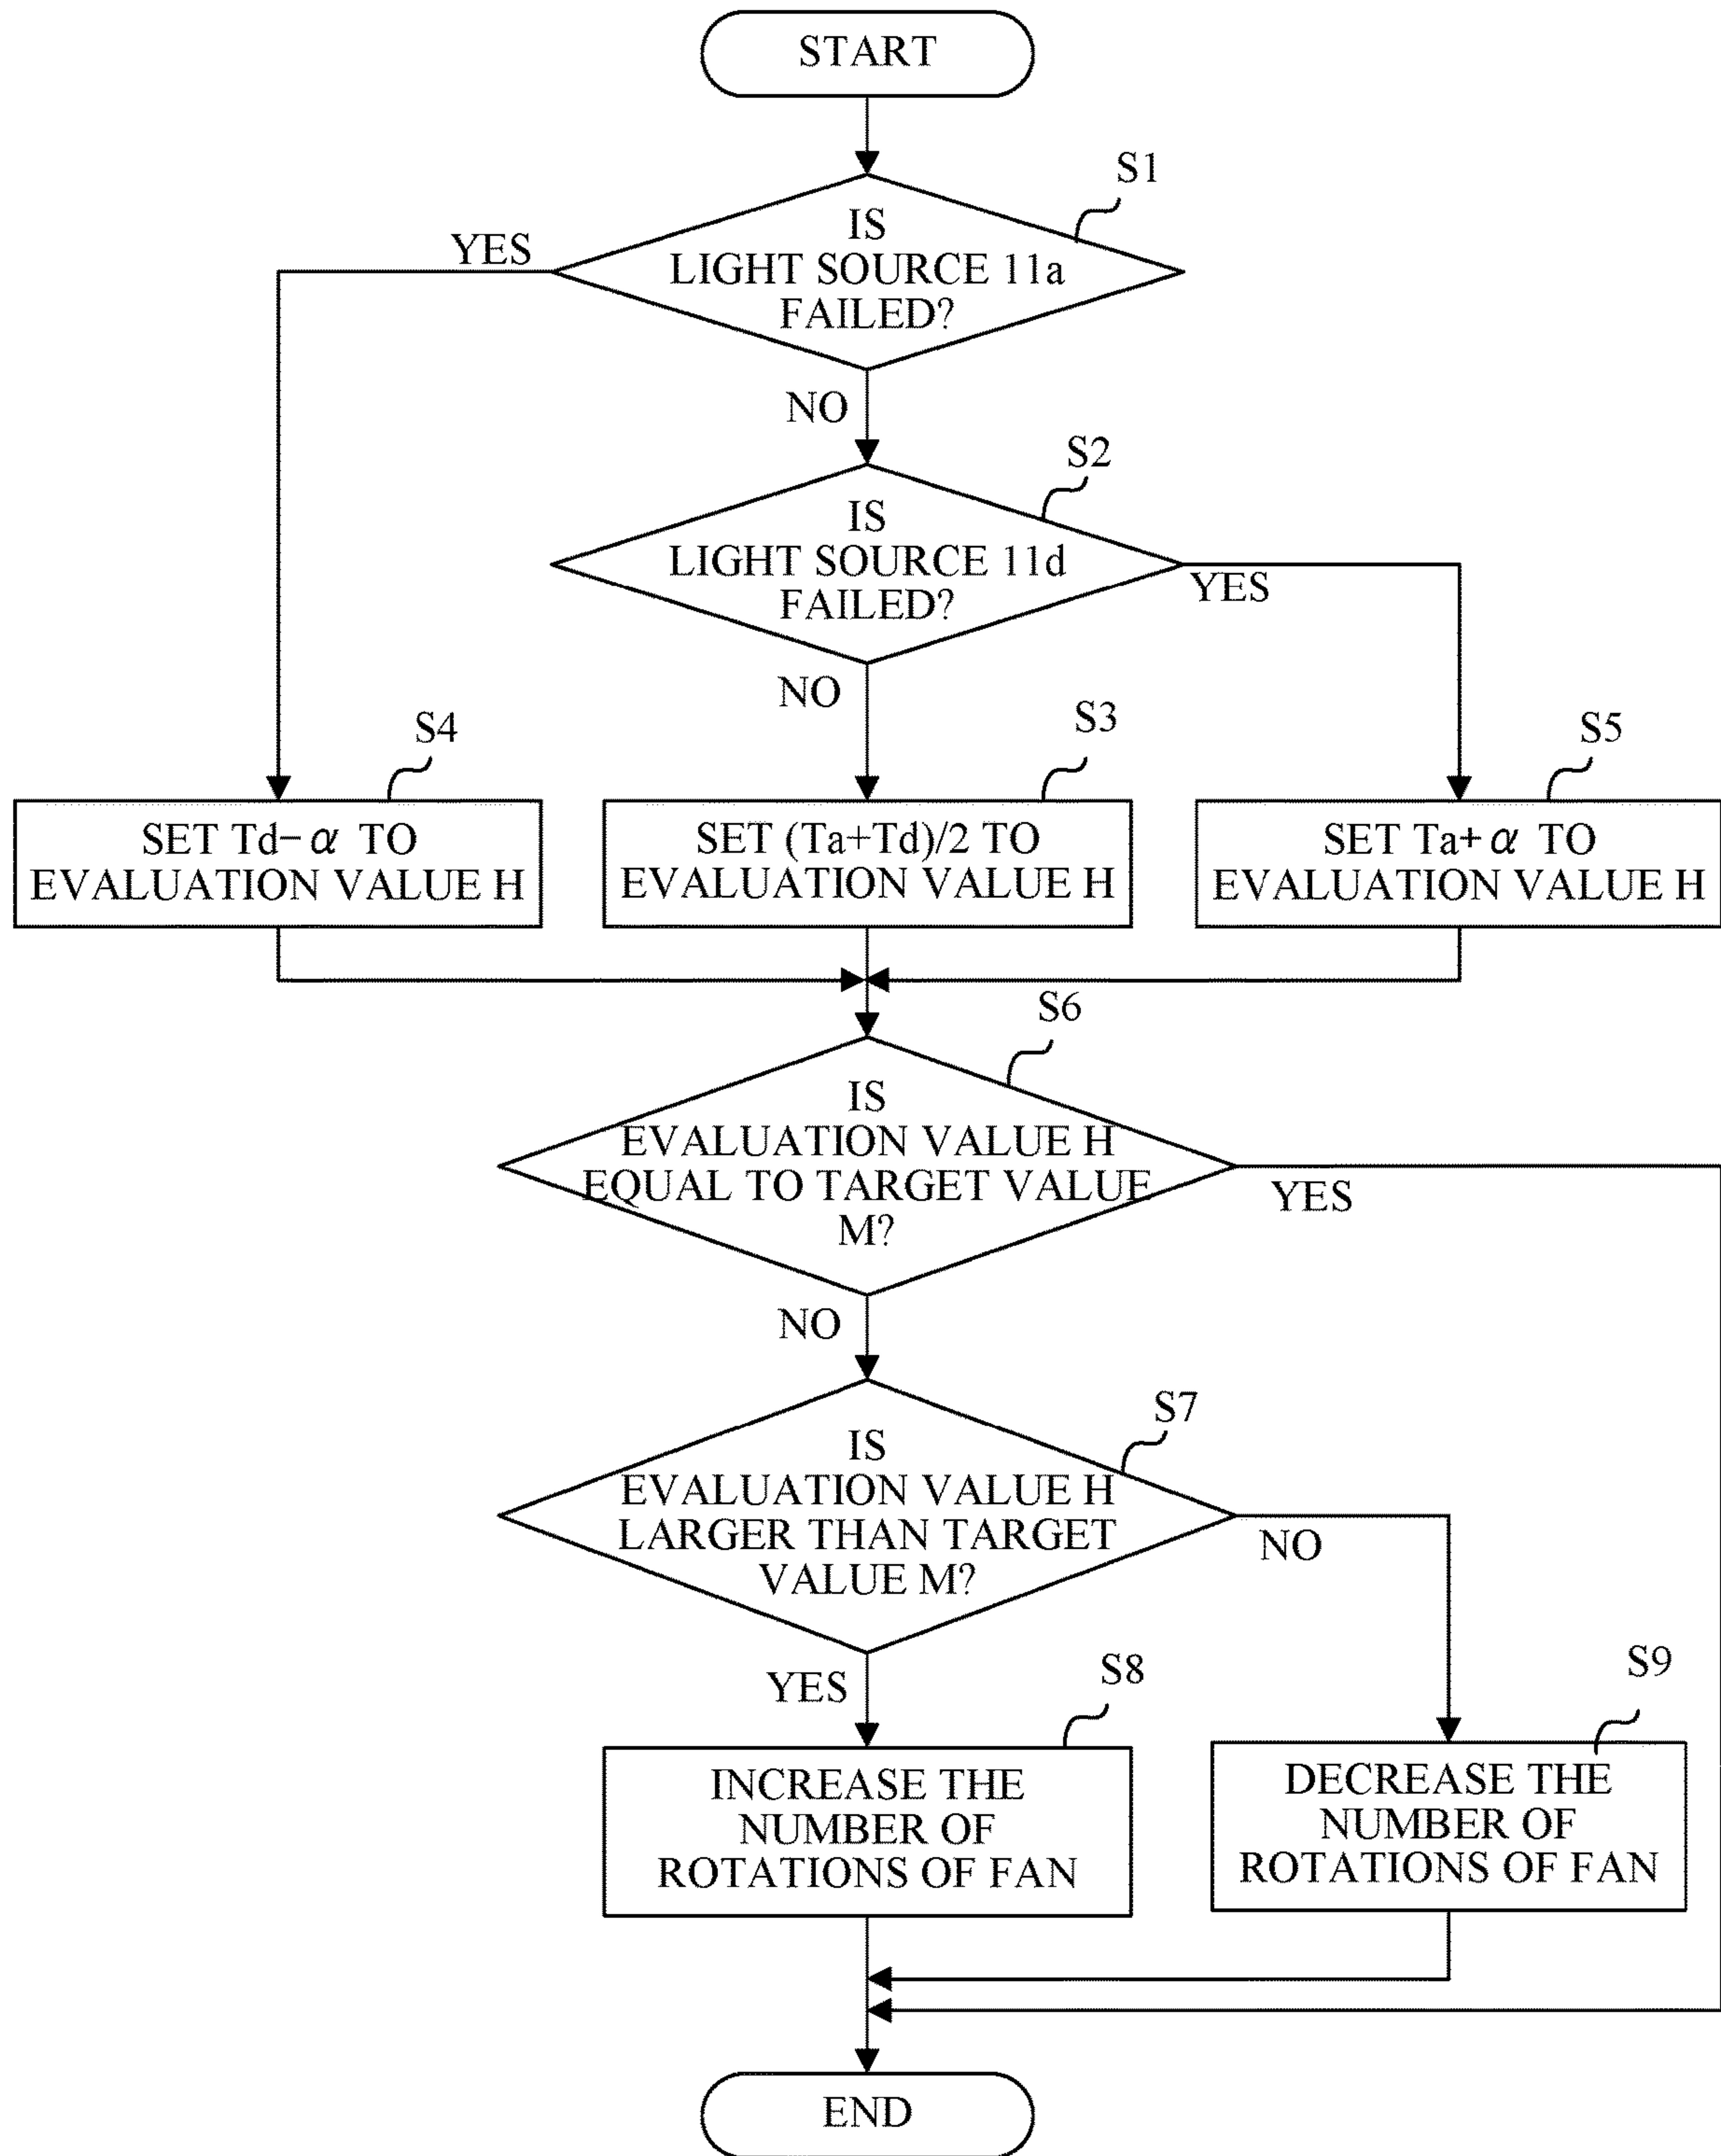 START
S1
IS
LIGHT SOURCE 11a
FAILED?
YES
NO
S2
IS
LIGHT SOURCE 11d
FAILED?
YES
NO
S4
SET Td−α TO
EVALUATION VALUE H
S3
SET (Ta+Td)/2 TO
EVALUATION VALUE H
S5
SET Ta+α TO
EVALUATION VALUE H
S6
IS
EVALUATION VALUE H
EQUAL TO TARGET VALUE
M?
YES
NO
S7
IS
EVALUATION VALUE H
LARGER THAN TARGET
VALUE M?
NO
YES
S8
INCREASE THE
NUMBER OF
ROTATIONS OF FAN
S9
DECREASE THE
NUMBER OF
ROTATIONS OF FAN
END